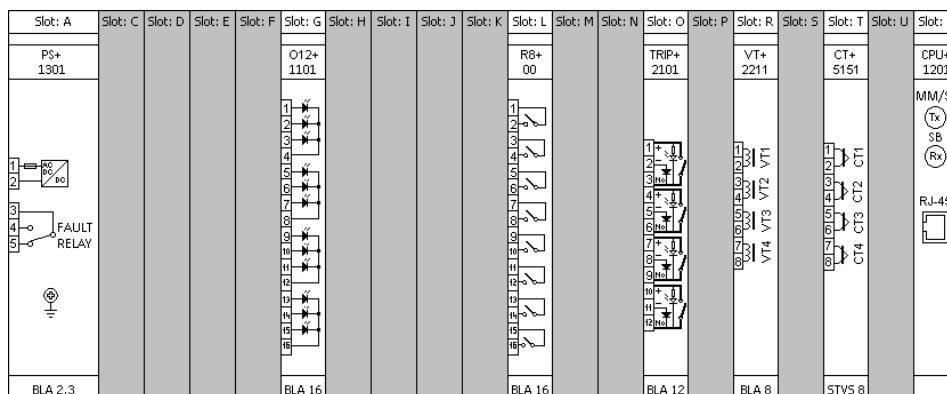 Slot: A Slot: C Slot: D Slot: E Slot: F Slot: G Slot: H Slot: I Slot: J Slot: K Slot: L Slot: M Slot: N Slot: O Slot: P Slot: R Slot: S Slot: T Slot: U Slot:
PS+ O12+ R8+ TRIP+ VT+ CT+ CPU+
1301 1101 00 2101 2211 5151 1201
1
2
AC
DC
DC
3
4
5
FAULT
RELAY
1
2
3
4
5
6
7
8
9
10
11
12
13
14
15
16
1
2
3
4
5
6
7
8
9
10
11
12
13
14
15
16
1 +
2 -
3 No
4 +
5 -
6 No
7 +
8 -
9 No
10 +
11 -
12 No
1
2
3
4
5
6
7
8
VT1
VT2
VT3
VT4
1
2
3
4
5
6
7
8
CT1
CT2
CT3
CT4
MM/S
Tx
SB
Rx
RJ-45
BLA 2,3 BLA 16 BLA 16 BLA 12 BLA 8 STVS 8